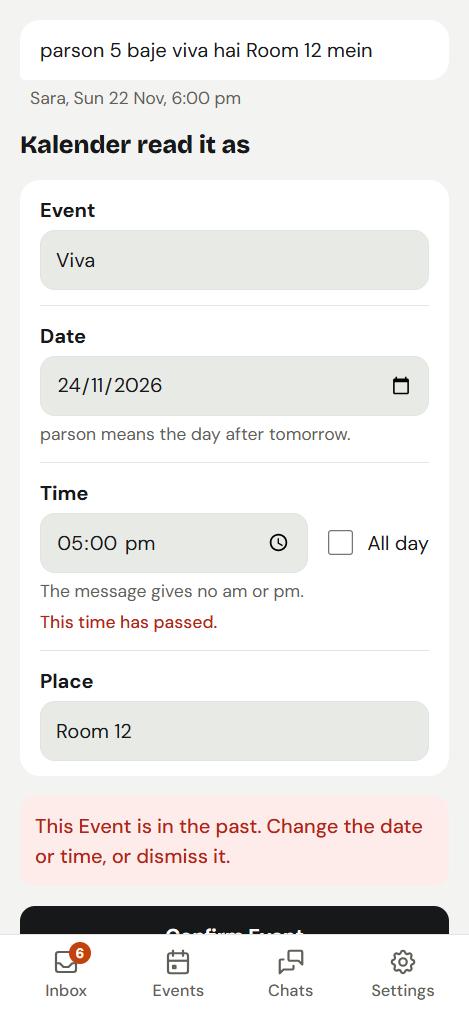 parson 5 baje viva hai Room 12 mein
Sara, Sun 22 Nov, 6:00 pm
Kalender read it as
Event
Viva
Date
24/11/2026
parson means the day after tomorrow.
Time
05:00 pm
All day
The message gives no am or pm.
This time has passed.
Place
Room 12
This Event is in the past. Change the date
or time, or dismiss it.
Confirm Event
6
Inbox
Events
Chats
Settings